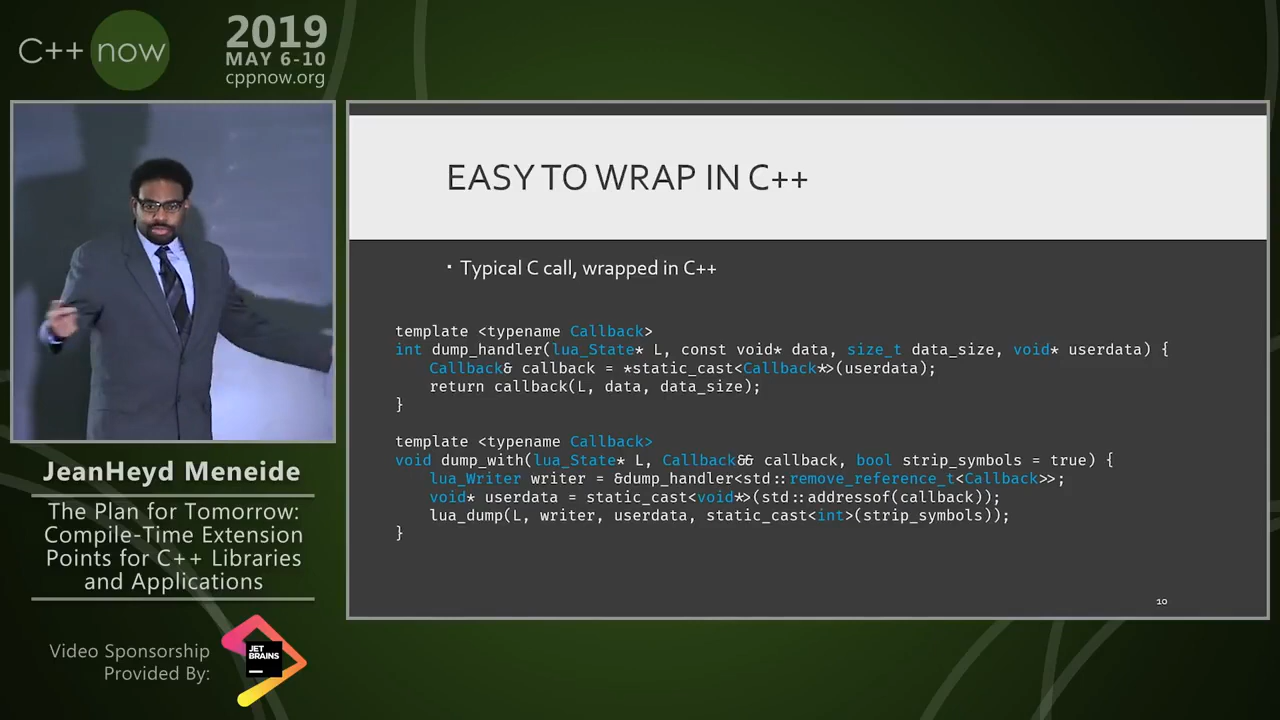 C++ now
2019
MAY 6-10
cppnow.org
EASY TO WRAP IN C++
▪ Typical C call, wrapped in C++
template <typename Callback>
int dump_handler(lua_State* L, const void* data, size_t data_size, void* userdata) {
    Callback& callback = *static_cast<Callback*>(userdata);
    return callback(L, data, data_size);
}
template <typename Callback>
void dump_with(lua_State* L, Callback&& callback, bool strip_symbols = true) {
    lua_Writer writer = &dump_handler<std::remove_reference_t<Callback>>;
    void* userdata = static_cast<void*>(std::addressof(callback));
    lua_dump(L, writer, userdata, static_cast<int>(strip_symbols));
}
10
JeanHeyd Meneide
The Plan for Tomorrow:
Compile-Time Extension
Points for C++ Libraries
and Applications
Video Sponsorship
Provided By:
JET
BRAINS